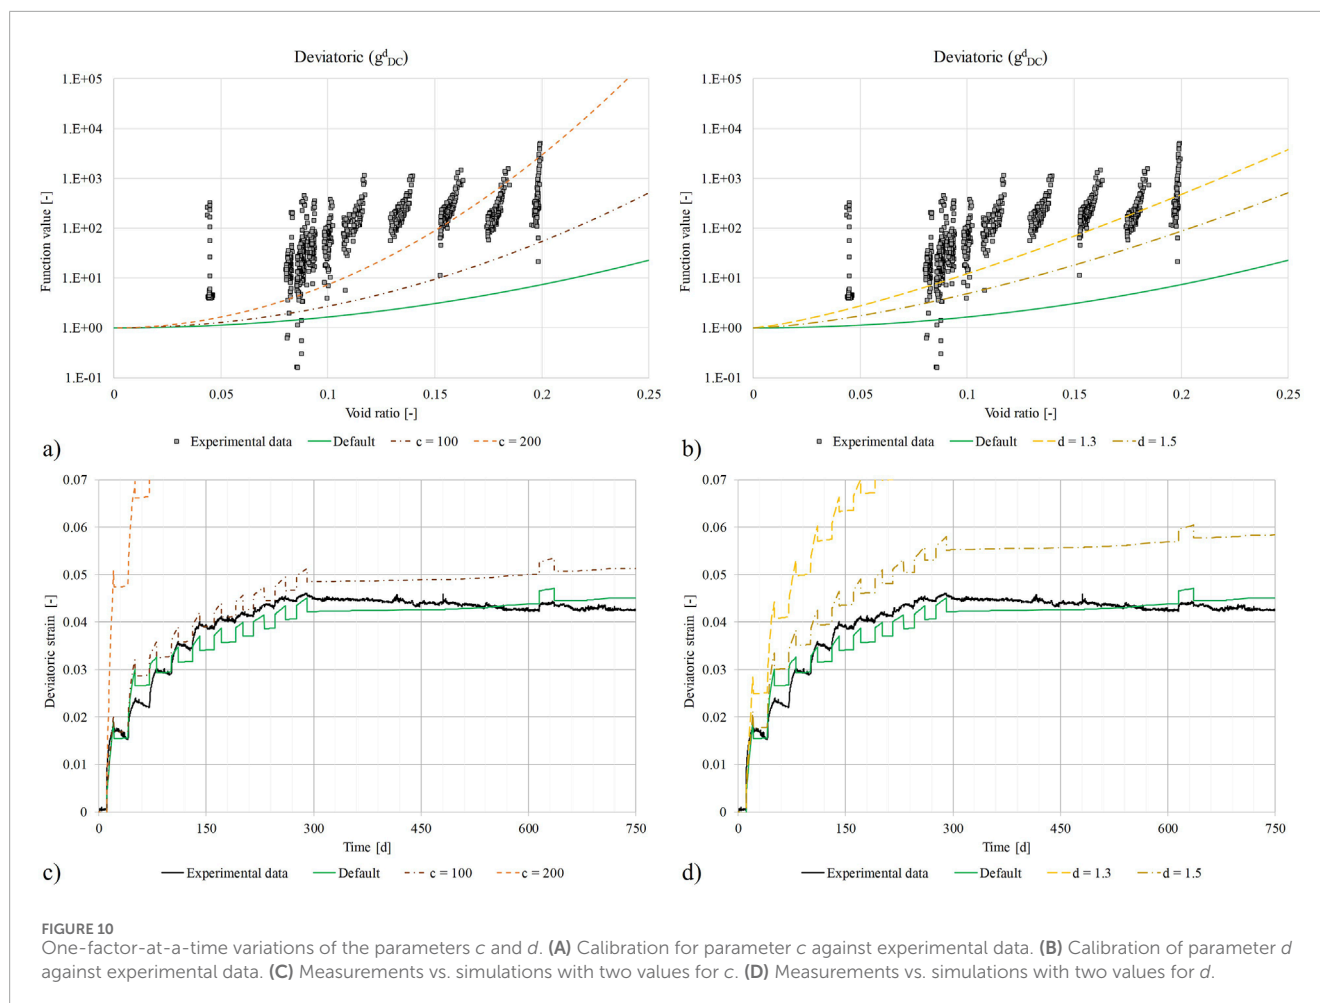 Deviatoric (g^d_DC)
1.E+05
1.E+04
1.E+03
1.E+02
1.E+01
1.E+00
1.E-01
Function value [-]
0 0.05 0.1 0.15 0.2 0.25
Void ratio [-]
Experimental data Default c = 100 c = 200
a)
Deviatoric (g^d_DC)
1.E+05
1.E+04
1.E+03
1.E+02
1.E+01
1.E+00
1.E-01
Function value [-]
0 0.05 0.1 0.15 0.2 0.25
Void ratio [-]
Experimental data Default d = 1.3 d = 1.5
b)
0.07
0.06
0.05
0.04
0.03
0.02
0.01
0
Deviatoric strain [-]
0 150 300 450 600 750
Time [d]
Experimental data Default c = 100 c = 200
c)
0.07
0.06
0.05
0.04
0.03
0.02
0.01
0
Deviatoric strain [-]
0 150 300 450 600 750
Time [d]
Experimental data Default d = 1.3 d = 1.5
d)
FIGURE 10
One-factor-at-a-time variations of the parameters c and d. (A) Calibration for parameter c against experimental data. (B) Calibration of parameter d
against experimental data. (C) Measurements vs. simulations with two values for c. (D) Measurements vs. simulations with two values for d.